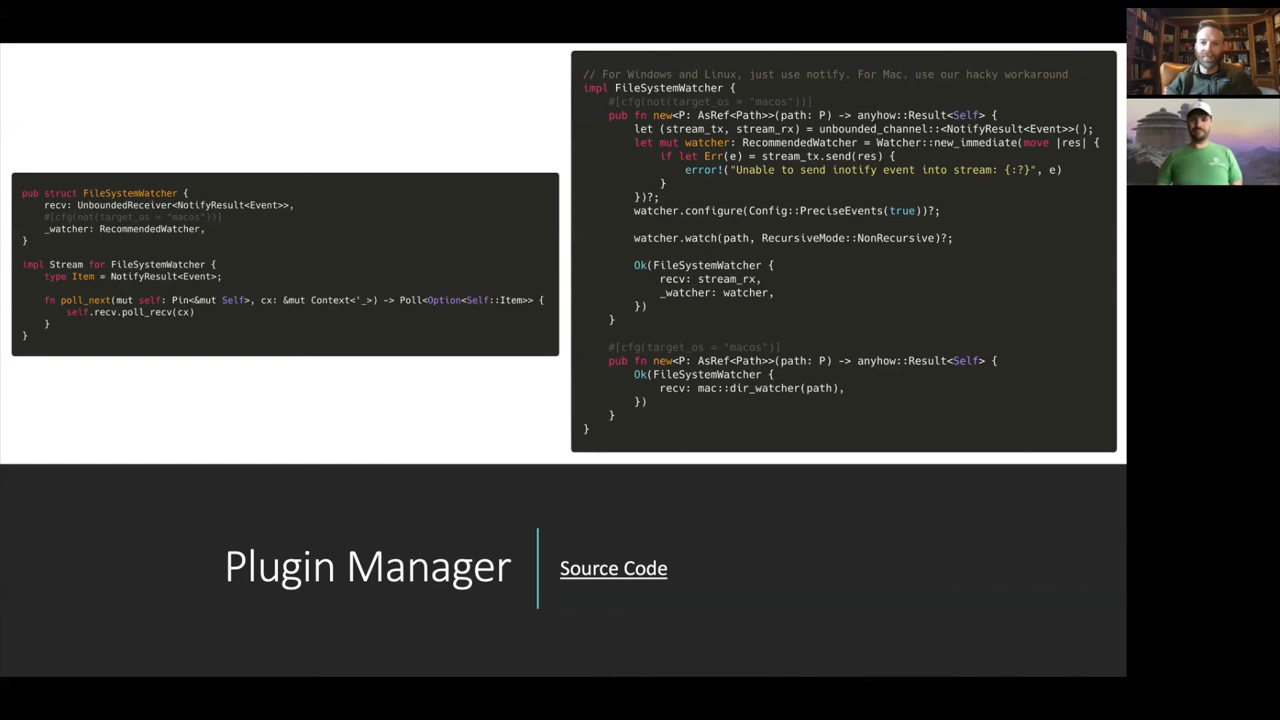 pub struct FileSystemWatcher {
recv: UnboundedReceiver<NotifyResult<Event>>,
#[cfg(not(target_os = "macos"))]
_watcher: RecommendedWatcher,
}
impl Stream for FileSystemWatcher {
type Item = NotifyResult<Event>;
fn poll_next(mut self: Pin<&mut Self>, cx: &mut Context<'_>) -> Poll<Option<Self::Item>> {
self.recv.poll_recv(cx)
}
}
// For Windows and Linux, just use notify. For Mac, use our hacky workaround
impl FileSystemWatcher {
#[cfg(not(target_os = "macos"))]
pub fn new<P: AsRef<Path>>(path: P) -> anyhow::Result<Self> {
let (stream_tx, stream_rx) = unbounded_channel::<NotifyResult<Event>>();
let mut watcher: RecommendedWatcher = Watcher::new_immediate(move |res| {
if let Err(e) = stream_tx.send(res) {
error!("Unable to send inotify event into stream: {:?}", e)
}
})?;
watcher.configure(Config::PreciseEvents(true))?;
watcher.watch(path, RecursiveMode::NonRecursive)?;
Ok(FileSystemWatcher {
recv: stream_rx,
_watcher: watcher,
})
}
#[cfg(target_os = "macos")]
pub fn new<P: AsRef<Path>>(path: P) -> anyhow::Result<Self> {
Ok(FileSystemWatcher {
recv: mac::dir_watcher(path),
})
}
}
Plugin Manager
Source Code